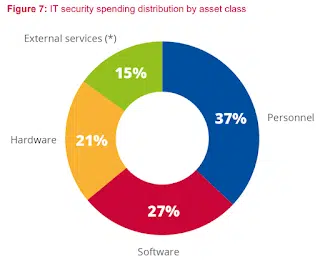 Figure 7: IT security spending distribution by asset class
External services (*)
15%
37%
Personnel
Hardware
21%
27%
Software